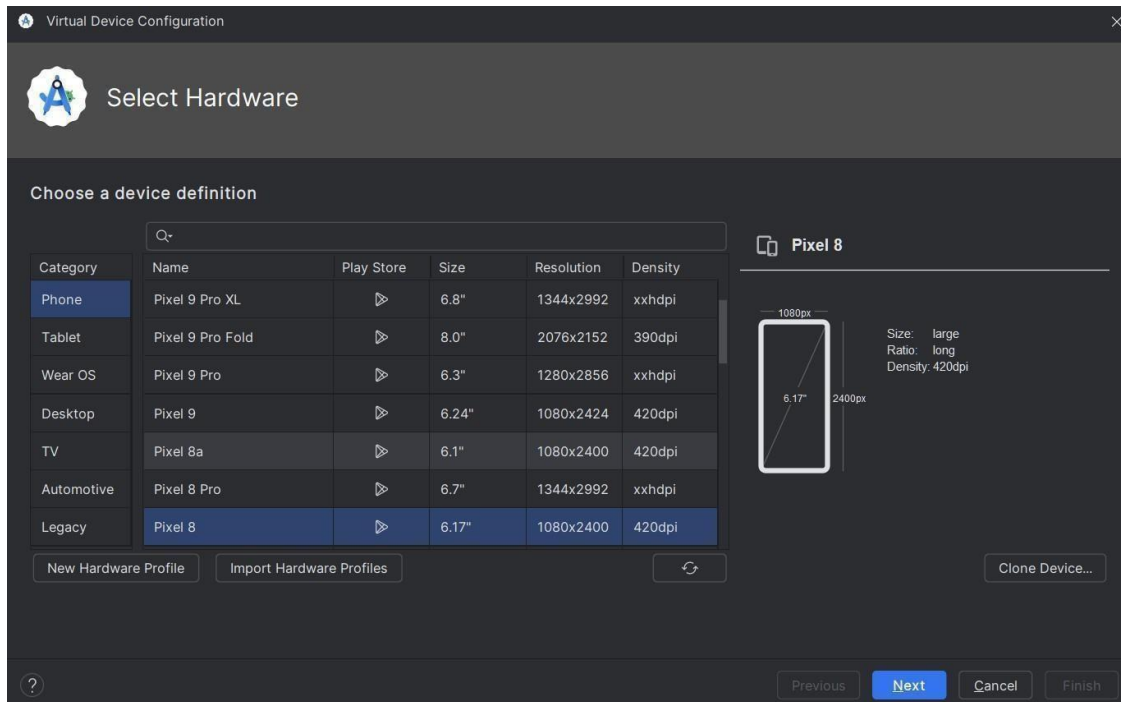 Virtual Device Configuration
Select Hardware
Choose a device definition
Category Name Play Store Size Resolution Density
Phone Pixel 9 Pro XL 6.8" 1344x2992 xxhdpi
Tablet Pixel 9 Pro Fold 8.0" 2076x2152 390dpi
Wear OS Pixel 9 Pro 6.3" 1280x2856 xxhdpi
Desktop Pixel 9 6.24" 1080x2424 420dpi
TV Pixel 8a 6.1" 1080x2400 420dpi
Automotive Pixel 8 Pro 6.7" 1344x2992 xxhdpi
Legacy Pixel 8 6.17" 1080x2400 420dpi
New Hardware Profile Import Hardware Profiles
Pixel 8
1080px
6.17"
2400px
Size: large
Ratio: long
Density: 420dpi
Clone Device...
? Previous Next Cancel Finish